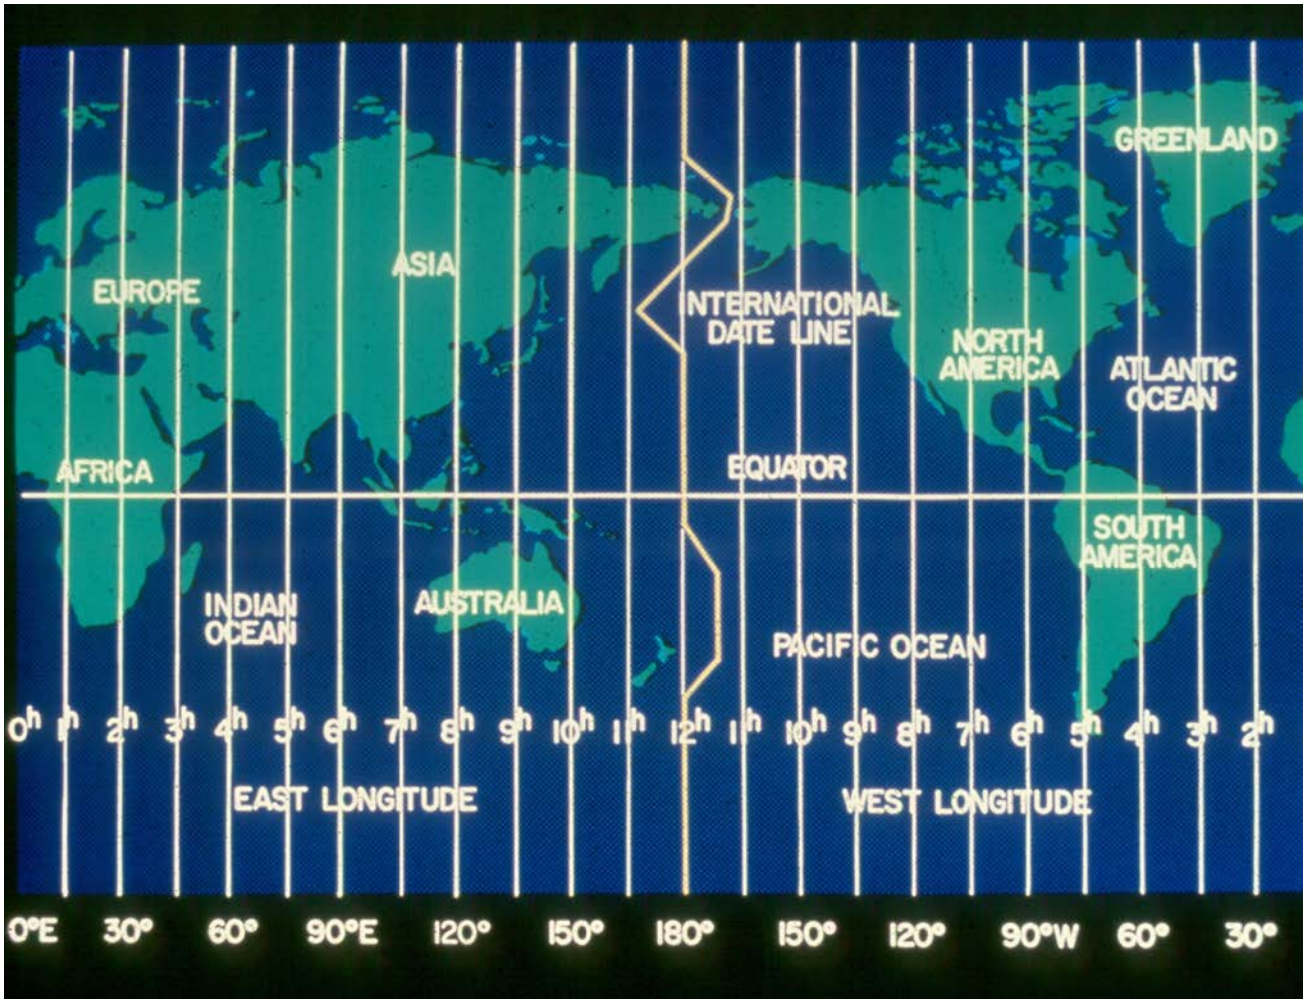 GREENLAND
ASIA
EUROPE
INTERNATIONAL
DATE LINE
NORTH
AMERICA
ATLANTIC
OCEAN
AFRICA
EQUATOR
SOUTH
AMERICA
INDIAN
OCEAN
AUSTRALIA
PACIFIC OCEAN
0h 1h 2h 3h 4h 5h 6h 7h 8h 9h 10h 11h 12h 11h 10h 9h 8h 7h 6h 5h 4h 3h 2h
EAST LONGITUDE WEST LONGITUDE
0°E 30° 60° 90°E 120° 150° 180° 150° 120° 90°W 60° 30°